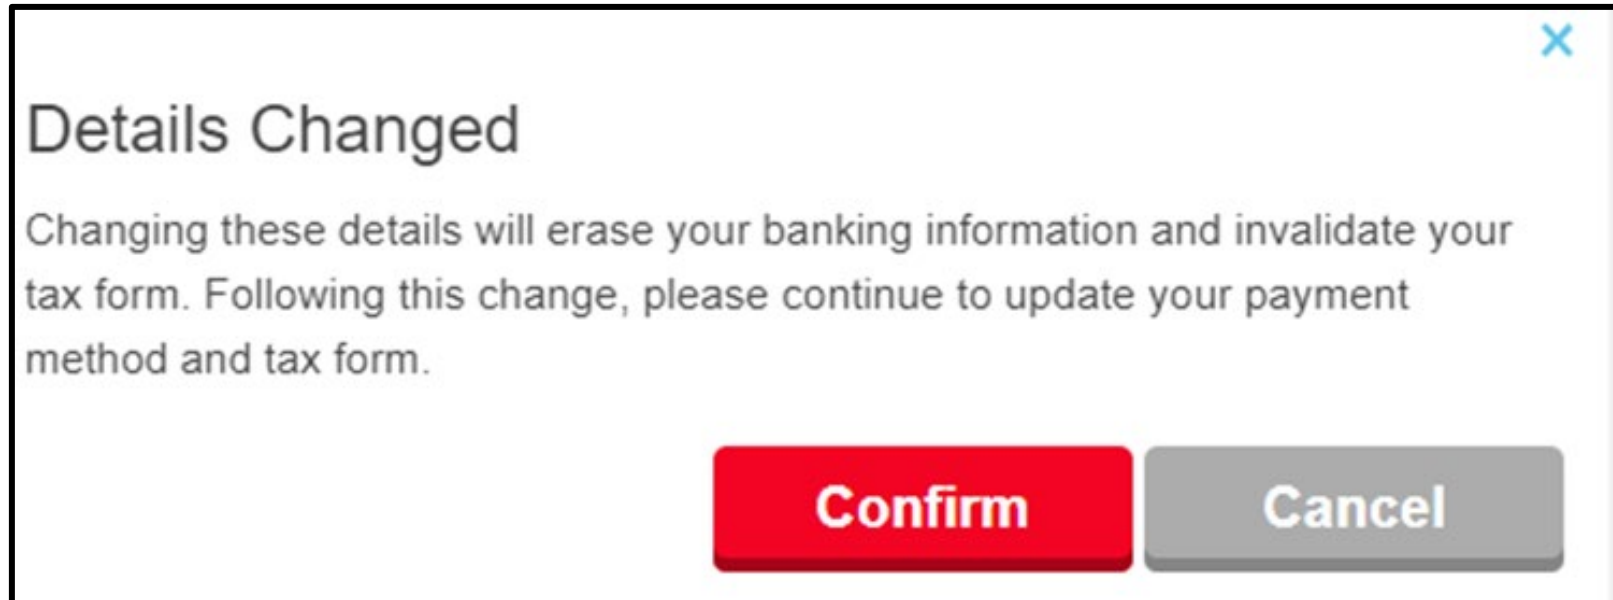 Details Changed
Changing these details will erase your banking information and invalidate your
tax form. Following this change, please continue to update your payment
method and tax form.
Confirm Cancel